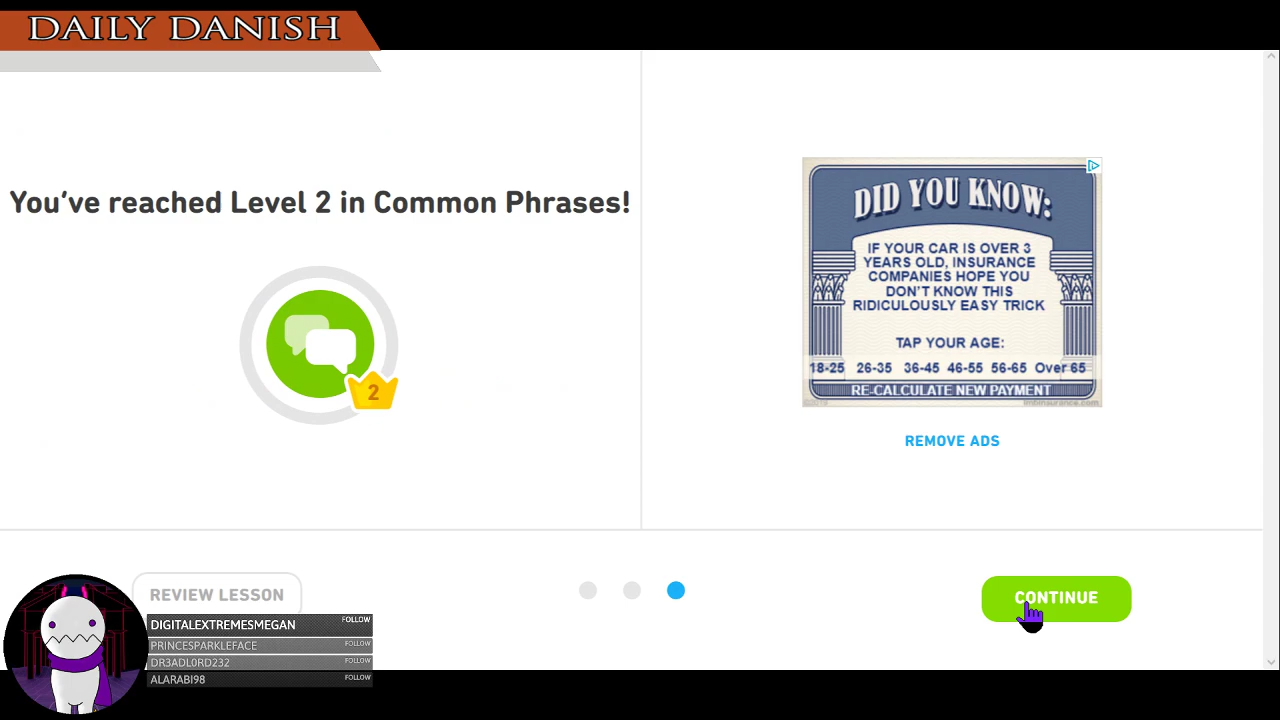 DAILY DANISH
You've reached Level 2 in Common Phrases!
2
DID YOU KNOW:
IF YOUR CAR IS OVER 3
YEARS OLD, INSURANCE
COMPANIES HOPE YOU
DON'T KNOW THIS
RIDICULOUSLY EASY TRICK
TAP YOUR AGE:
18-25 26-35 36-45 46-55 56-65 Over 65
RE-CALCULATE NEW PAYMENT
REMOVE ADS
REVIEW LESSON
CONTINUE
DIGITALEXTREMESMEGAN FOLLOW
PRINCESPARKLEFACE FOLLOW
DR3ADL0RD232 FOLLOW
ALARABI98 FOLLOW